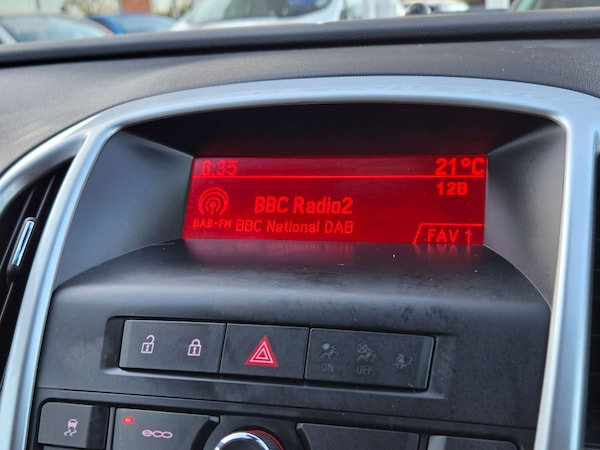 6:35 21°C
12B
BBC Radio2
DAB-FM BBC National DAB
FAV 1
ON OFF
eco